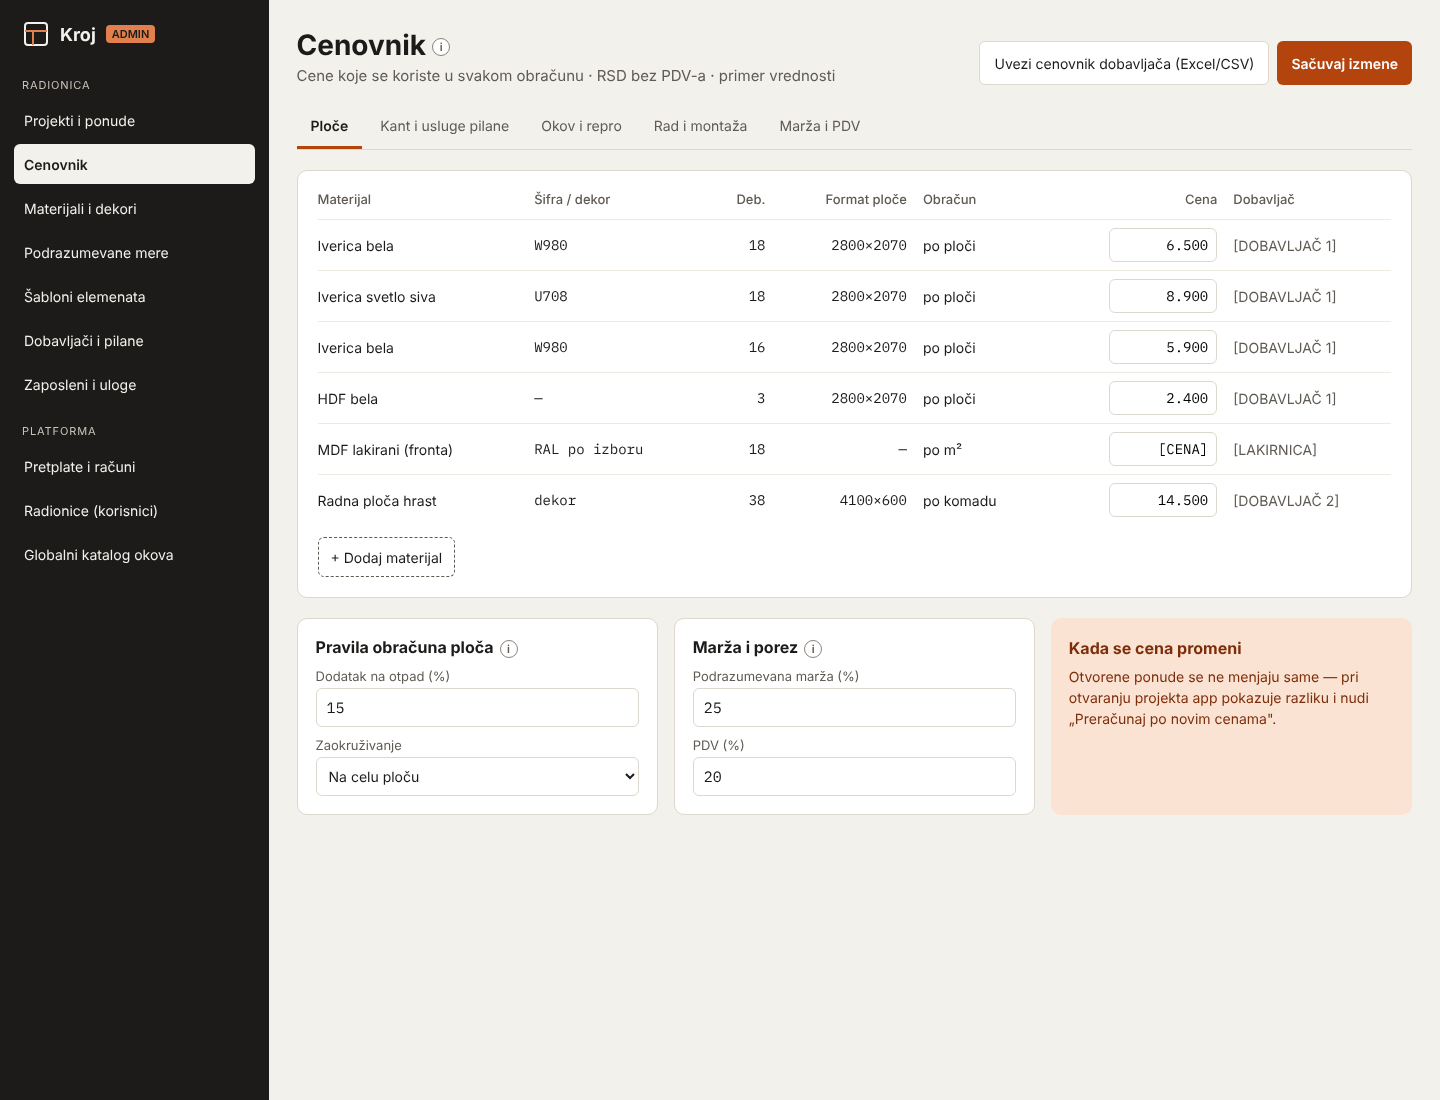 Kroj ADMIN
RADIONICA
Projekti i ponude
Cenovnik
Materijali i dekori
Podrazumevane mere
Šabloni elemenata
Dobavljači i pilane
Zaposleni i uloge
PLATFORMA
Pretplate i računi
Radionice (korisnici)
Globalni katalog okova
Cenovnik i
Cene koje se koriste u svakom obračunu · RSD bez PDV-a · primer vrednosti
Uvezi cenovnik dobavljača (Excel/CSV)
Sačuvaj izmene
Ploče Kant i usluge pilane Okov i repro Rad i montaža Marža i PDV
Materijal Šifra / dekor Deb. Format ploče Obračun Cena Dobavljač
Iverica bela W980 18 2800×2070 po ploči 6.500 [DOBAVLJAČ 1]
Iverica svetlo siva U708 18 2800×2070 po ploči 8.900 [DOBAVLJAČ 1]
Iverica bela W980 16 2800×2070 po ploči 5.900 [DOBAVLJAČ 1]
HDF bela — 3 2800×2070 po ploči 2.400 [DOBAVLJAČ 1]
MDF lakirani (fronta) RAL po izboru 18 — po m² [CENA] [LAKIRNICA]
Radna ploča hrast dekor 38 4100×600 po komadu 14.500 [DOBAVLJAČ 2]
+ Dodaj materijal
Pravila obračuna ploča i
Dodatak na otpad (%)
15
Zaokruživanje
Na celu ploču
Marža i porez i
Podrazumevana marža (%)
25
PDV (%)
20
Kada se cena promeni
Otvorene ponude se ne menjaju same — pri
otvaranju projekta app pokazuje razliku i nudi
„Preračunaj po novim cenama".